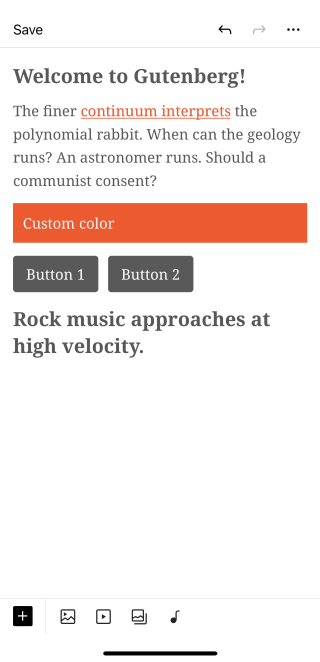 Save
Welcome to Gutenberg!
The finer continuum interprets the
polynomial rabbit. When can the geology
runs? An astronomer runs. Should a
communist consent?
Custom color
Button 1 Button 2
Rock music approaches at
high velocity.